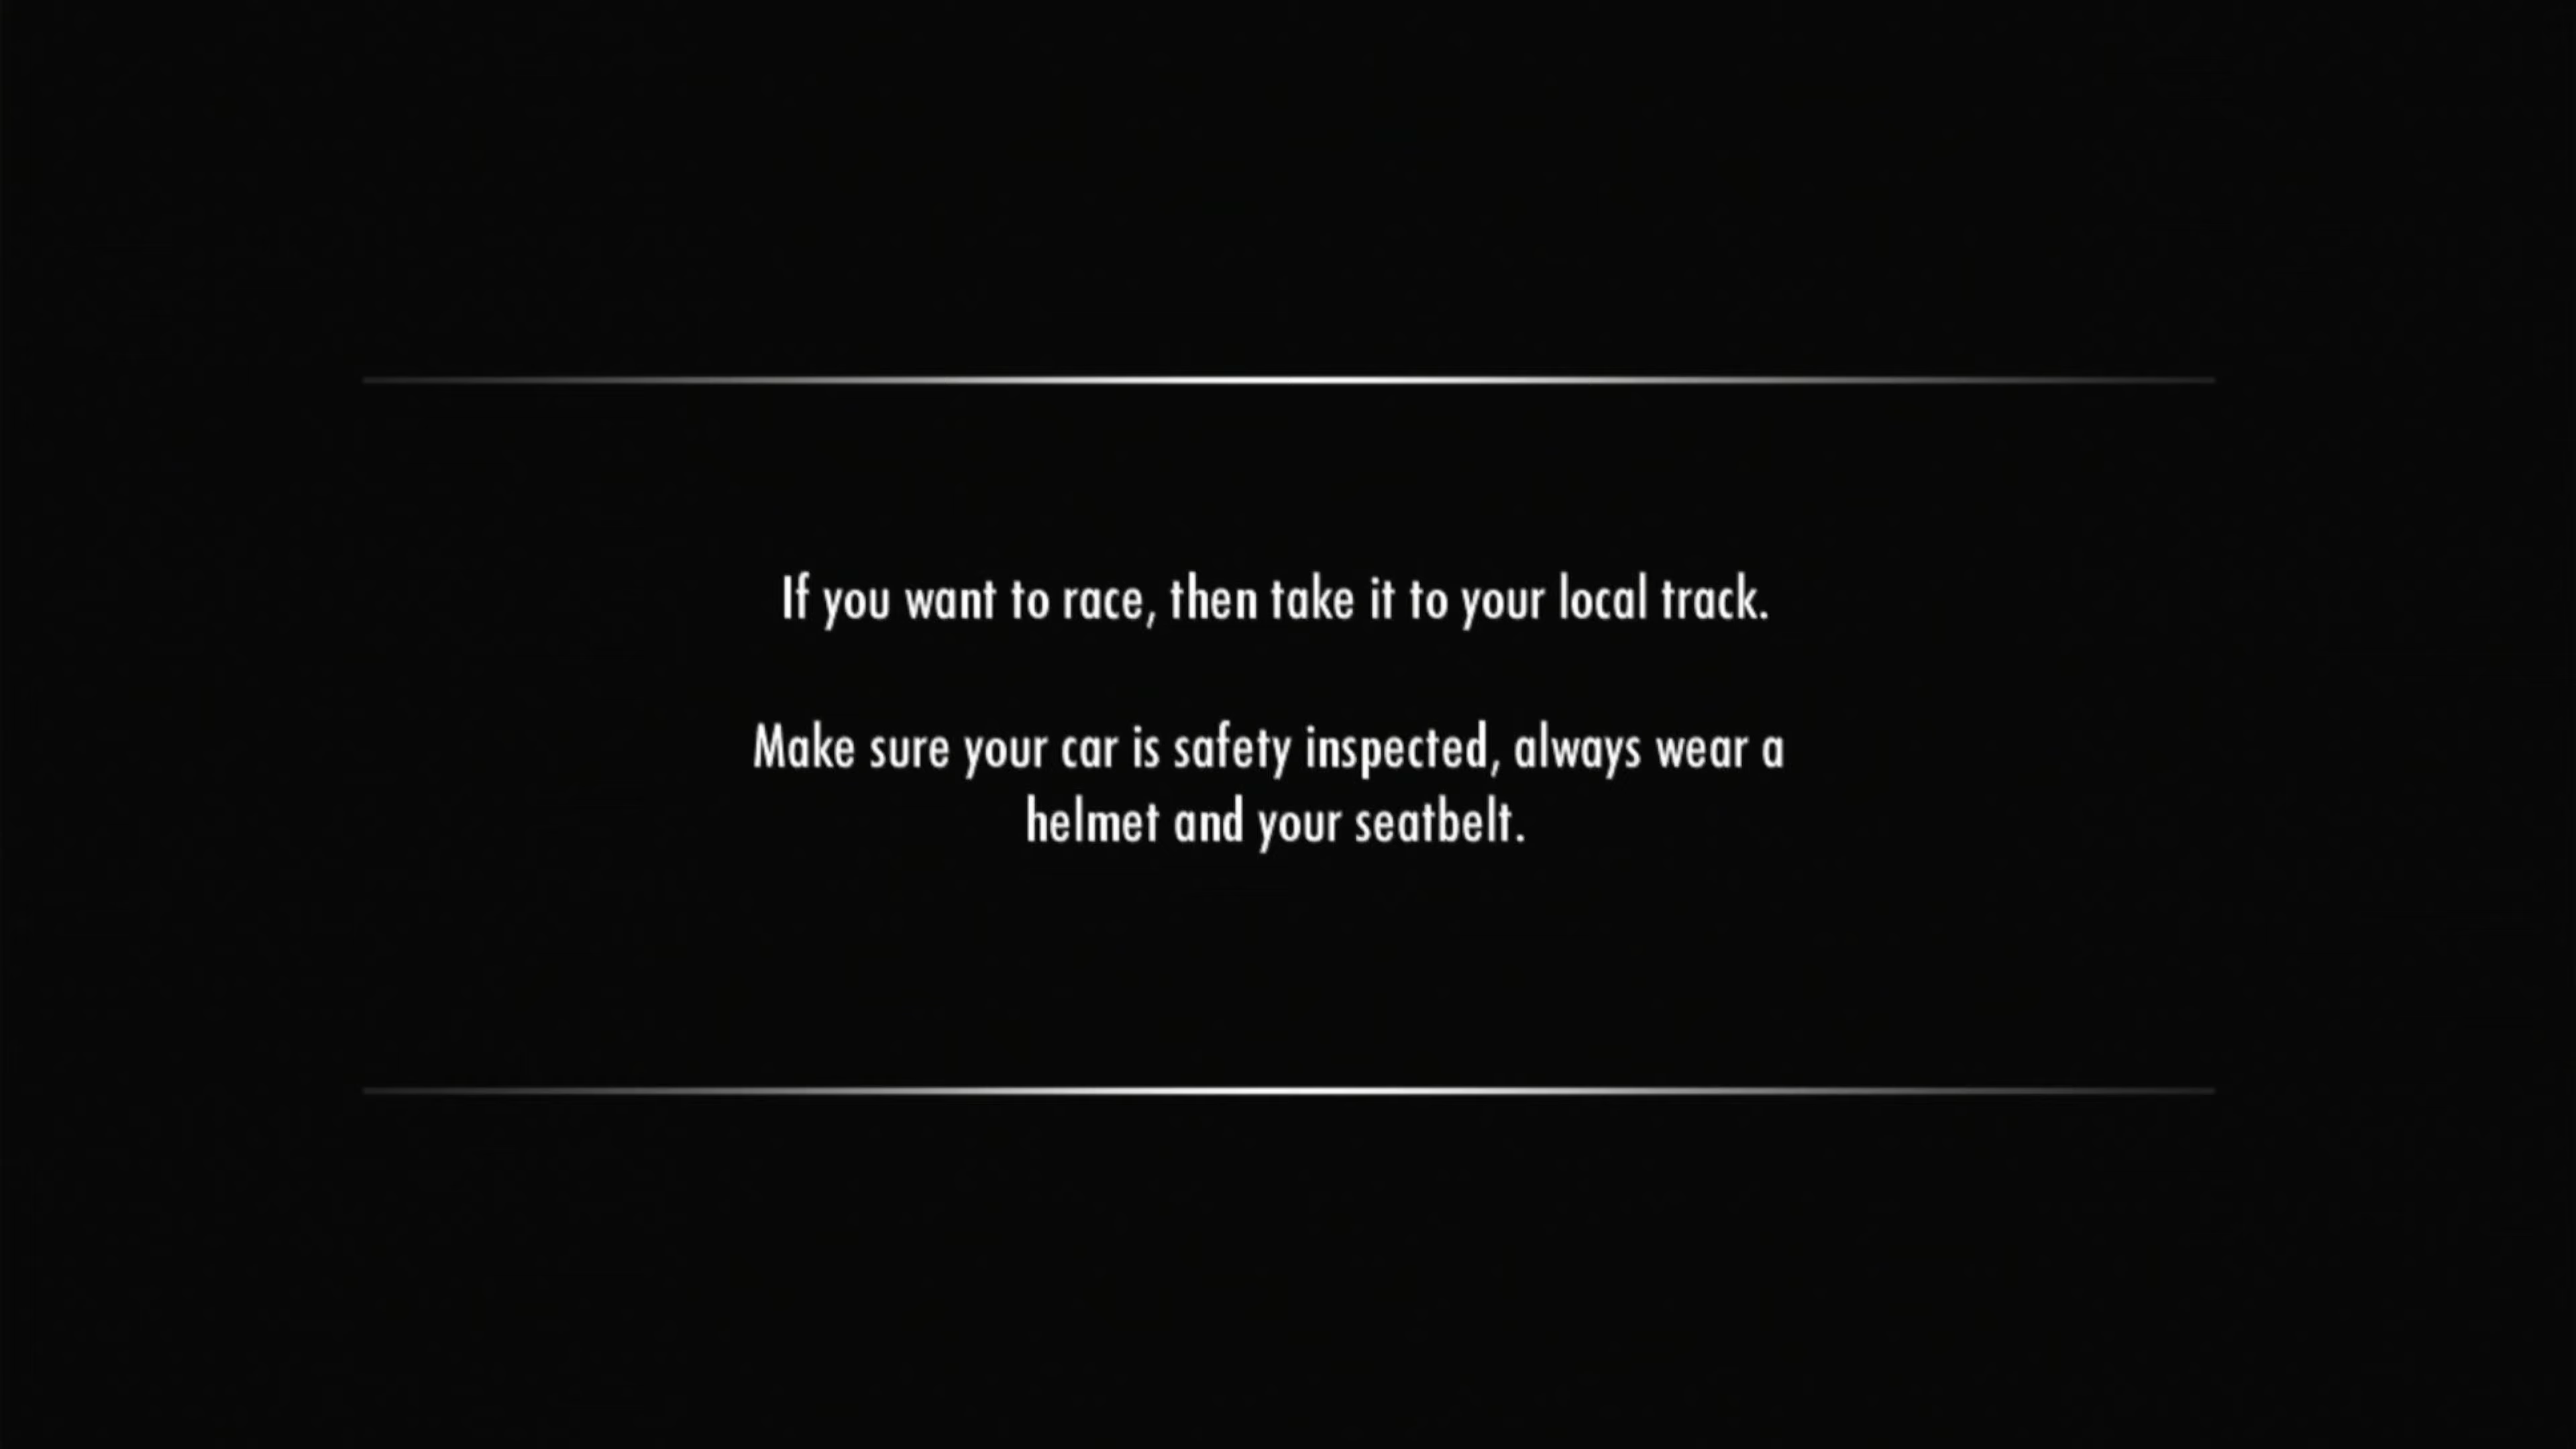 If you want to race, then take it to your local track.
Make sure your car is safety inspected, always wear a
helmet and your seatbelt.